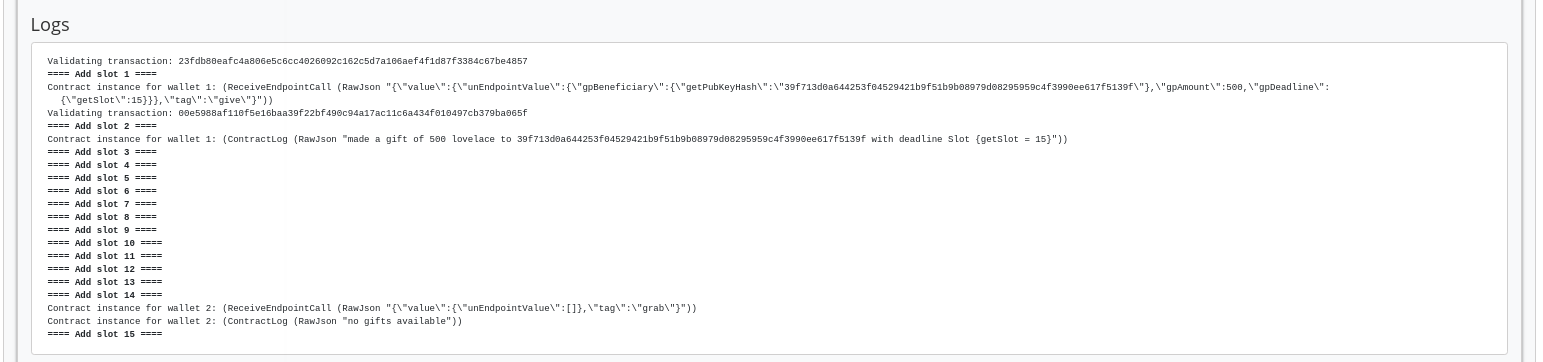 Logs
Validating transaction: 23fdb80eafc4a806e5c6cc4026092c162c5d7a106aef4f1d87f3384c67be4857
==== Add slot 1 ====
Contract instance for wallet 1: (ReceiveEndpointCall (RawJson "{\"value\":{\"unEndpointValue\":{\"gpBeneficiary\":{\"getPubKeyHash\":\"39f713d0a644253f04529421b9f51b9b08979d08295959c4f3990ee617f5139f\"},\"gpAmount\":500,\"gpDeadline\":
{\"getSlot\":15}}},\"tag\":\"give\"}"))
Validating transaction: 00e5988af110f5e16baa39f22bf490c94a17ac11c6a434f010497cb379ba065f
==== Add slot 2 ====
Contract instance for wallet 1: (ContractLog (RawJson "made a gift of 500 lovelace to 39f713d0a644253f04529421b9f51b9b08979d08295959c4f3990ee617f5139f with deadline Slot {getSlot = 15}"))
==== Add slot 3 ====
==== Add slot 4 ====
==== Add slot 5 ====
==== Add slot 6 ====
==== Add slot 7 ====
==== Add slot 8 ====
==== Add slot 9 ====
==== Add slot 10 ====
==== Add slot 11 ====
==== Add slot 12 ====
==== Add slot 13 ====
==== Add slot 14 ====
Contract instance for wallet 2: (ReceiveEndpointCall (RawJson "{\"value\":{\"unEndpointValue\":[]},\"tag\":\"grab\"}"))
Contract instance for wallet 2: (ContractLog (RawJson "no gifts available"))
==== Add slot 15 ====